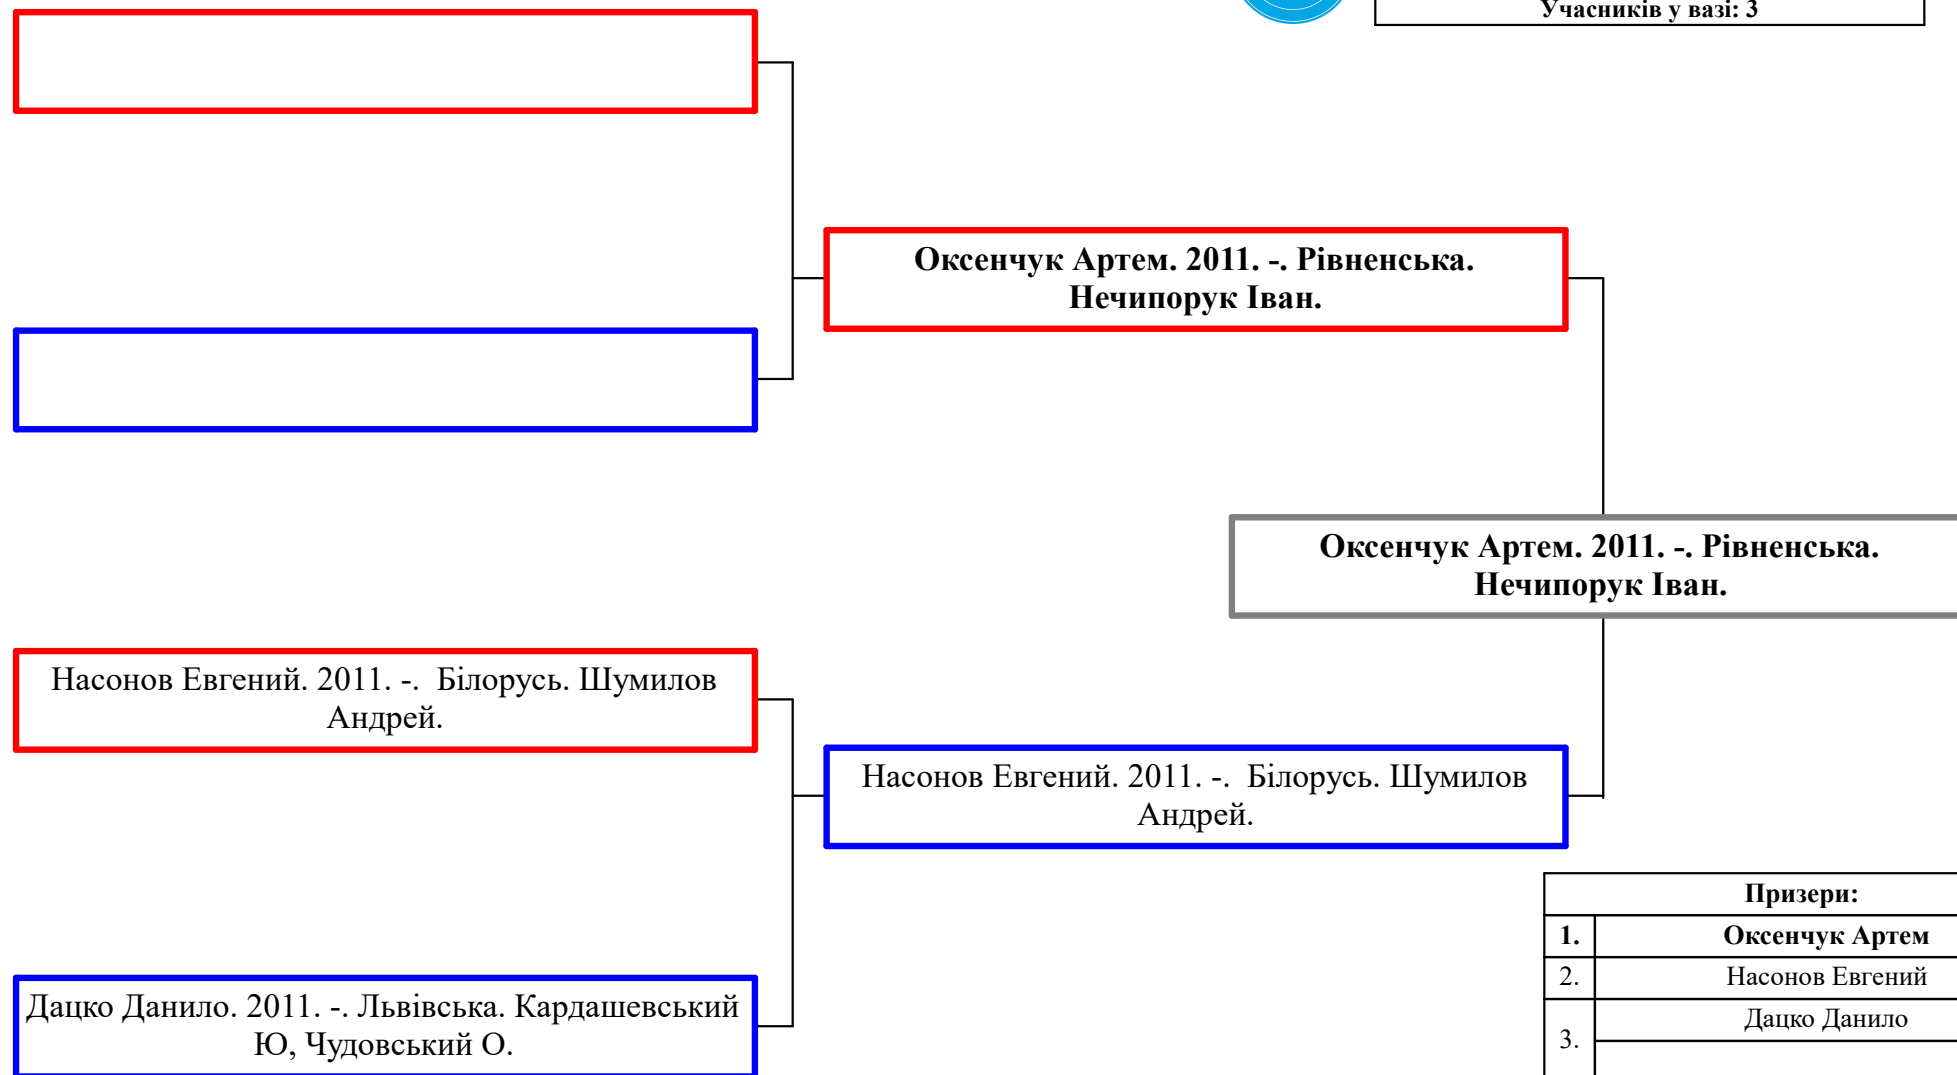 Учасників у вазі: 3
Оксенчук Артем. 2011. -. Рівненська.
Нечипорук Іван.
Оксенчук Артем. 2011. -. Рівненська.
Нечипорук Іван.
Насонов Евгений. 2011. -.  Білорусь. Шумилов
Андрей.
Насонов Евгений. 2011. -.  Білорусь. Шумилов
Андрей.
Дацко Данило. 2011. -. Львівська. Кардашевський
Ю, Чудовський О.
Призери:
1. Оксенчук Артем
2. Насонов Евгений
3. Дацко Данило